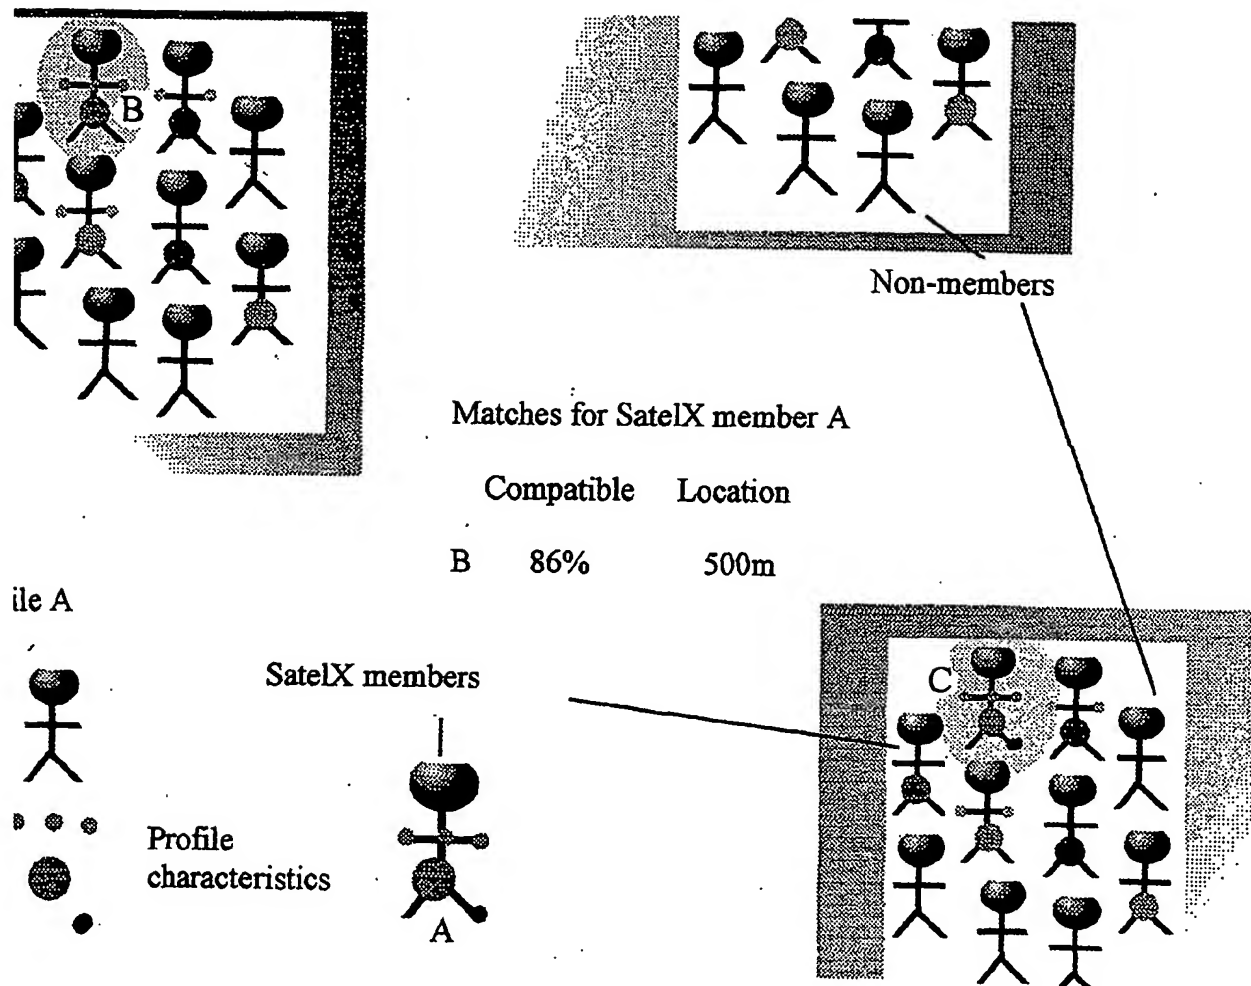 B
Non-members
Matches for SatelX member A
Compatible Location
B 86% 500m
ile A
SatelX members
C
Profile
characteristics
A